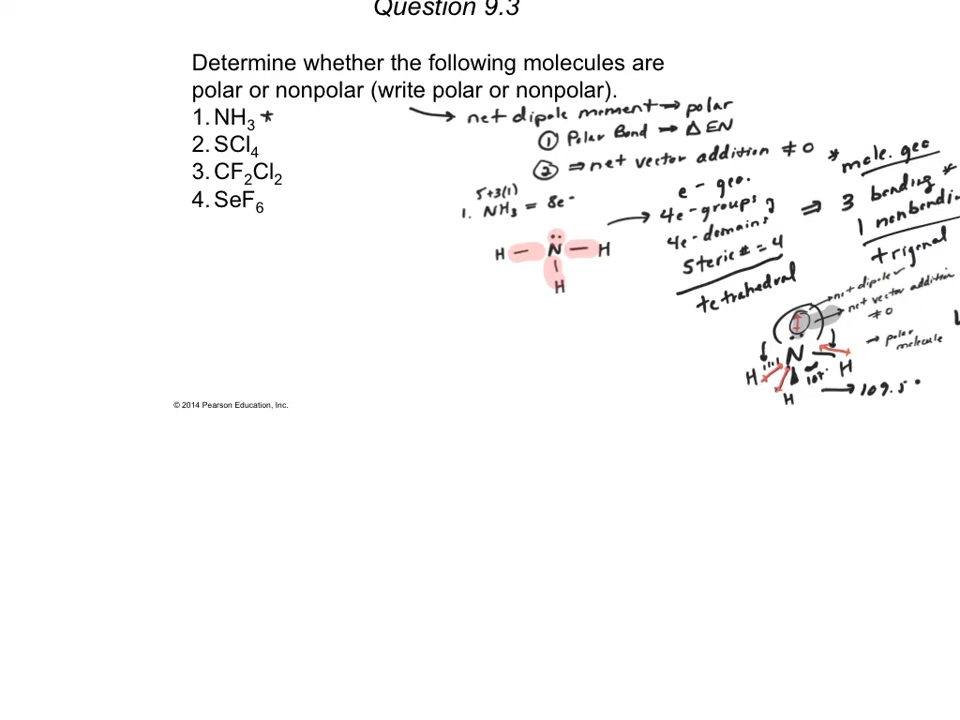 Question 9.3
Determine whether the following molecules are
polar or nonpolar (write polar or nonpolar).
1. NH3 *
2. SCl4
3. CF2Cl2
4. SeF6
→ net dipole moment → polar
① Polar Bond → Δ EN
② ⇒ net vector addition ≠ 0
* mole. geo
5+3(1)
1. NH3 = 8e-
H — N — H
H
e - geo.
→ 4e- groups
4e- domains
Steric # = 4
tetrahedral
⇒ 3 bonding *
1 nonbondi
trigonal
→ net dipole
→ net vector addition
≠ 0
→ polar
molecule
N
H H
H
107°
→ 109.5°
© 2014 Pearson Education, Inc.